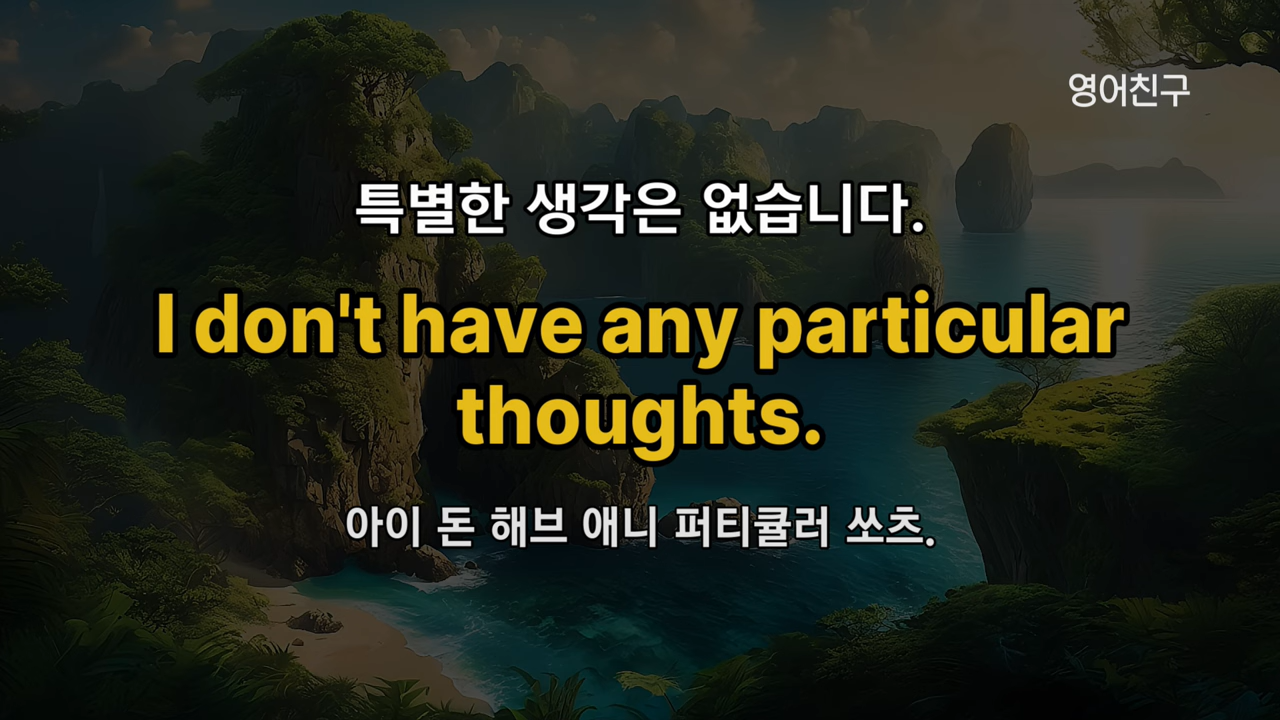 영어친구
특별한 생각은 없습니다.
I don't have any particular
thoughts.
아이 돈 해브 애니 퍼티큘러 쏘츠.